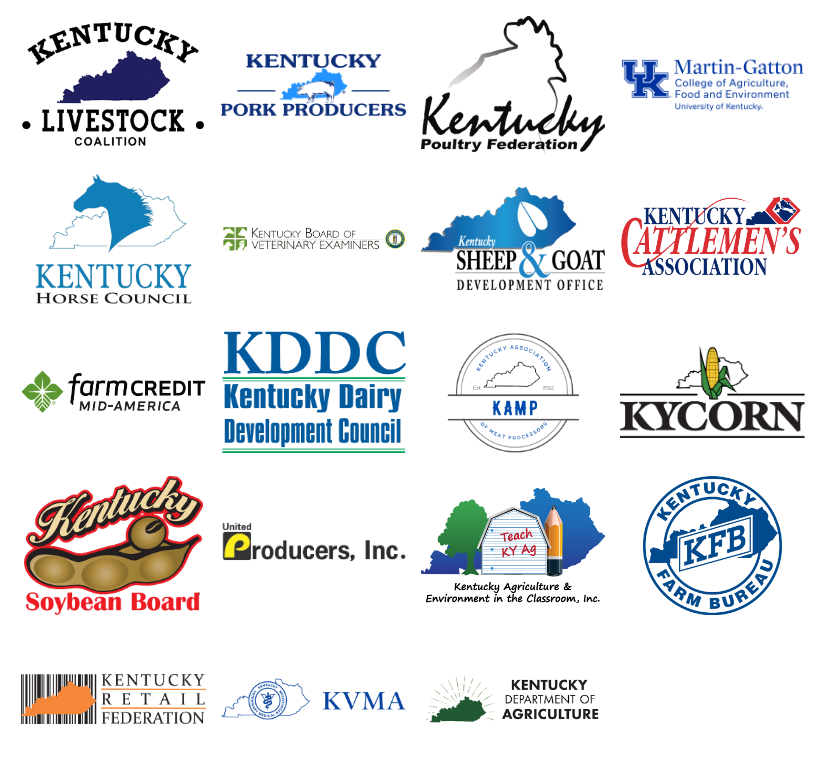 KENTUCKY
LIVESTOCK
COALITION
KENTUCKY
PORK PRODUCERS
Kentucky
Poultry Federation
UK
Martin-Gatton
College of Agriculture,
Food and Environment
University of Kentucky.
KENTUCKY
HORSE COUNCIL
KENTUCKY BOARD OF
VETERINARY EXAMINERS
Kentucky
SHEEP & GOAT
DEVELOPMENT OFFICE
KENTUCKY
CATTLEMEN'S
ASSOCIATION
farm CREDIT
MID-AMERICA
KDDC
Kentucky Dairy
Development Council
KENTUCKY ASSOCIATION
Est. 2022
KAMP
OF MEAT PROCESSORS
KYCORN
Kentucky
Soybean Board
United
Producers, Inc.
Teach
KY Ag
Kentucky Agriculture &
Environment in the Classroom, Inc.
KENTUCKY
KFB
FARM BUREAU
KENTUCKY
RETAIL
FEDERATION
KVMA
KENTUCKY
DEPARTMENT OF
AGRICULTURE